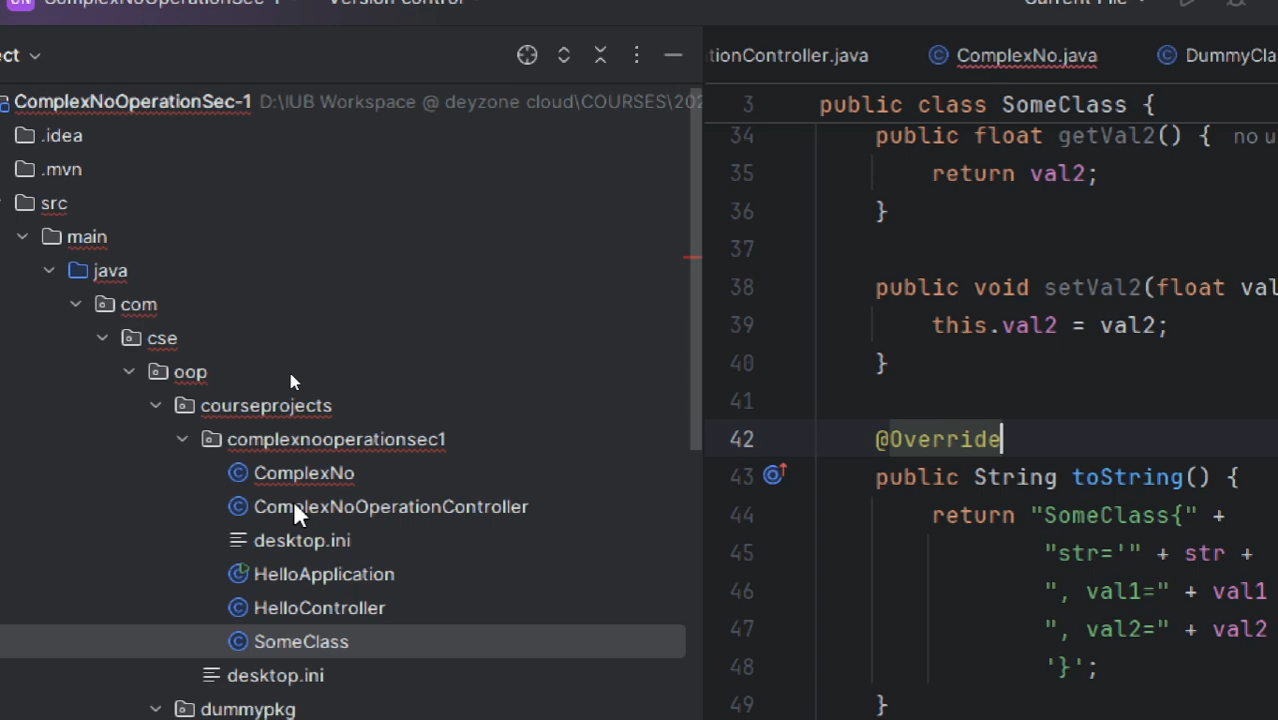 ComplexNoOperationSec-1
Version control
Current File
ect
ComplexNoOperationSec-1 D:\IUB Workspace @ deyzone cloud\COURSES\202
.idea
.mvn
src
main
java
com
cse
oop
courseprojects
complexnooperationsec1
ComplexNo
ComplexNoOperationController
desktop.ini
HelloApplication
HelloController
SomeClass
desktop.ini
dummypkg
tionController.java
ComplexNo.java
DummyCla
3 public class SomeClass {
34 public float getVal2() { no u
35 return val2;
36 }
37
38 public void setVal2(float val
39 this.val2 = val2;
40 }
41
42 @Override
43 public String toString() {
44 return "SomeClass{" +
45 "str='" + str +
46 ", val1=" + val1
47 ", val2=" + val2
48 '}';
49 }